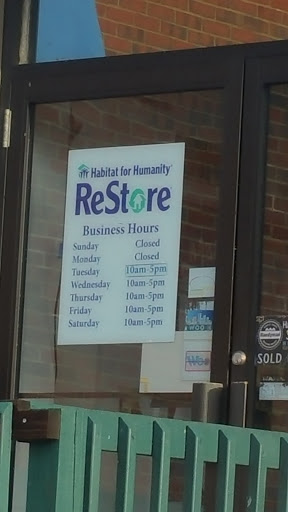 Habitat for Humanity®
ReStore
Business Hours
Sunday Closed
Monday Closed
Tuesday 10am-5pm
Wednesday 10am-5pm
Thursday 10am-5pm
Friday 10am-5pm
Saturday 10am-5pm
SOLD